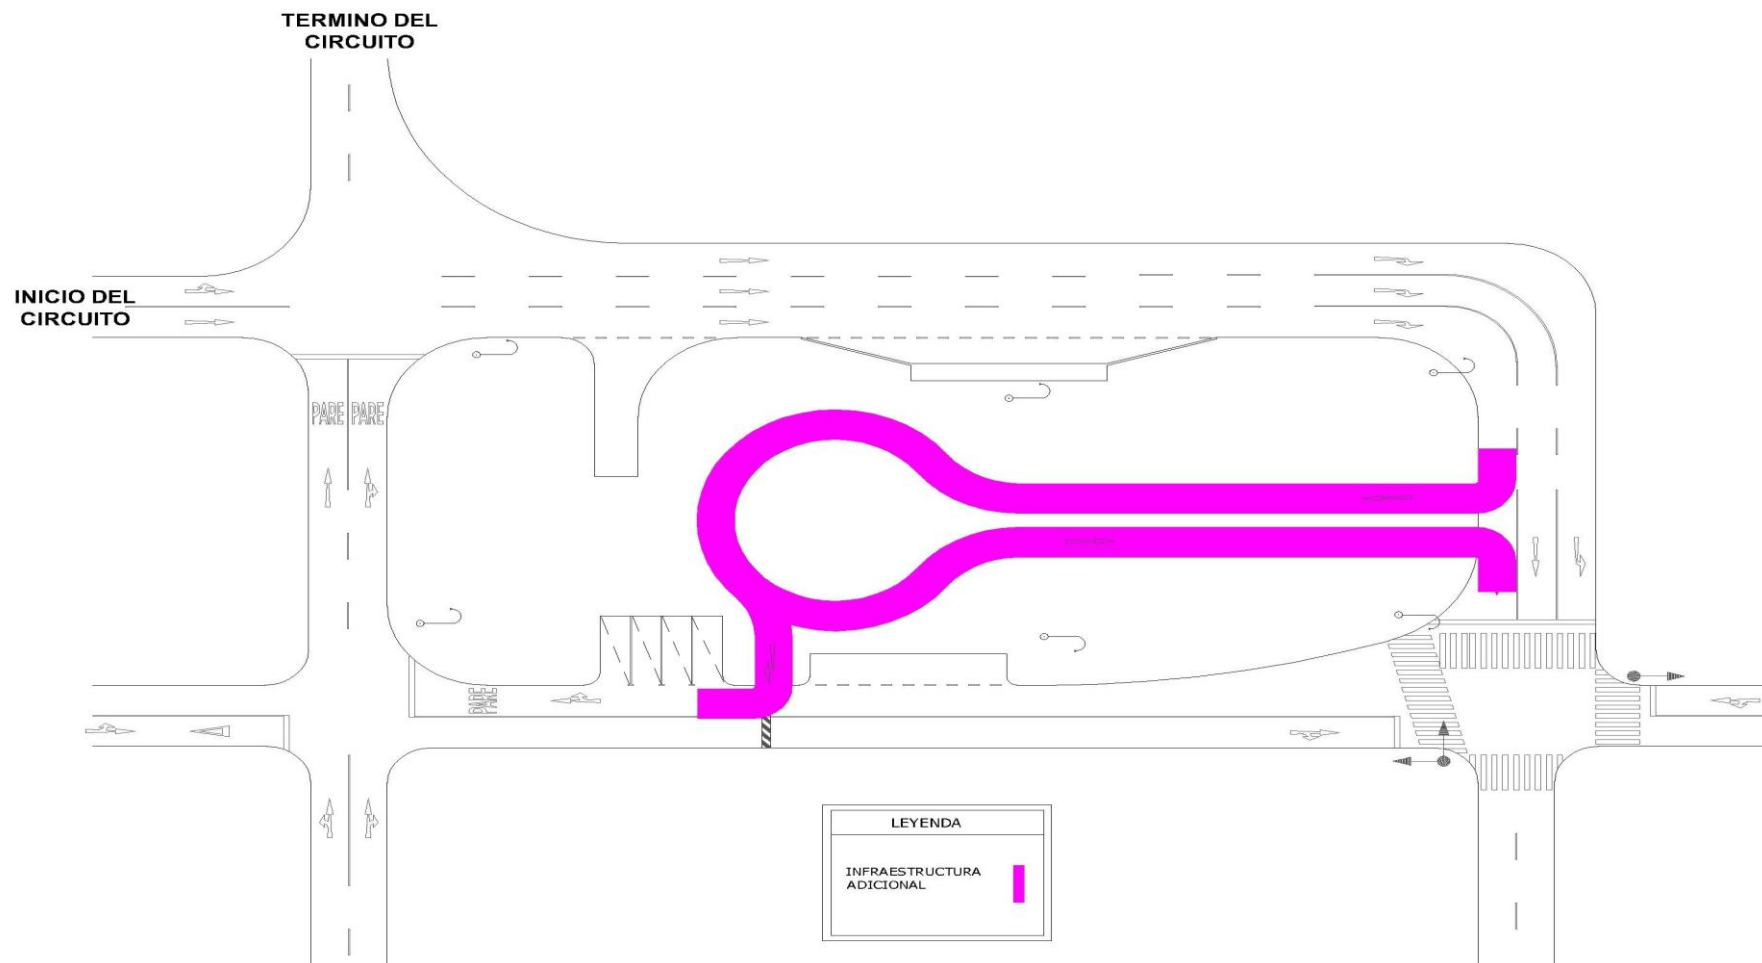 TERMINO DEL
CIRCUITO
INICIO DEL
CIRCUITO
PARE PARE
PARE
LEYENDA
INFRAESTRUCTURA
ADICIONAL